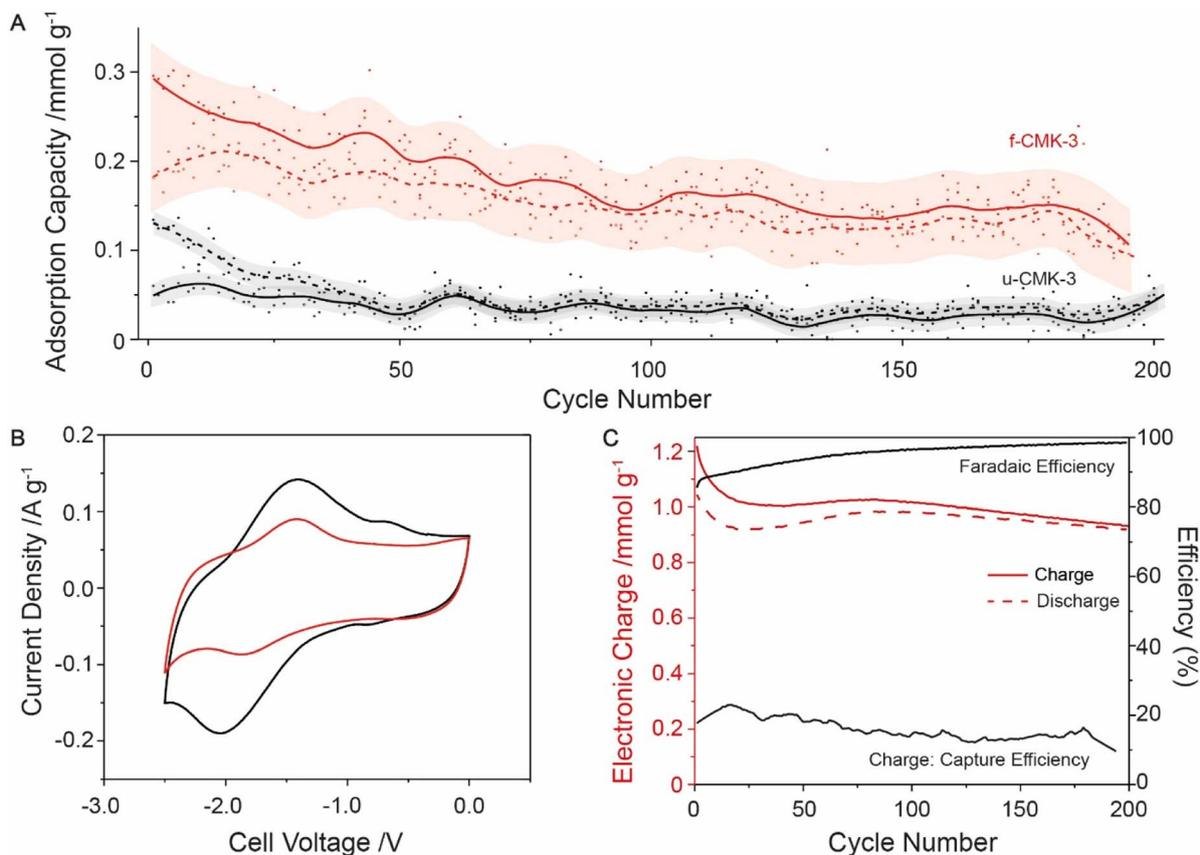 A
Adsorption Capacity /mmol g-1
0.3
0.2
0.1
0
f-CMK-3
u-CMK-3
0 50 100 150 200
Cycle Number
B
Current Density /A g-1
0.2
0.1
0.0
-0.1
-0.2
-3.0 -2.0 -1.0 0.0
Cell Voltage /V
C
Electronic Charge /mmol g-1
1.2
1.0
0.8
0.6
0.4
0.2
0
Faradaic Efficiency
Charge
Discharge
Charge: Capture Efficiency
100
80
60
40
20
0
Efficiency (%)
0 50 100 150 200
Cycle Number